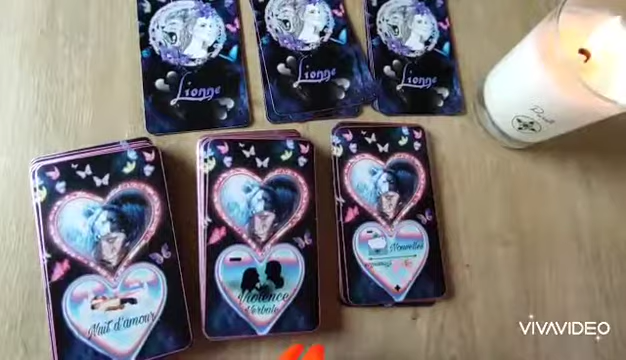 Lionne
Lionne
Lionne
Nuit d'amour
Violence
Verbale
Nouvelles
VIVAVIDEO